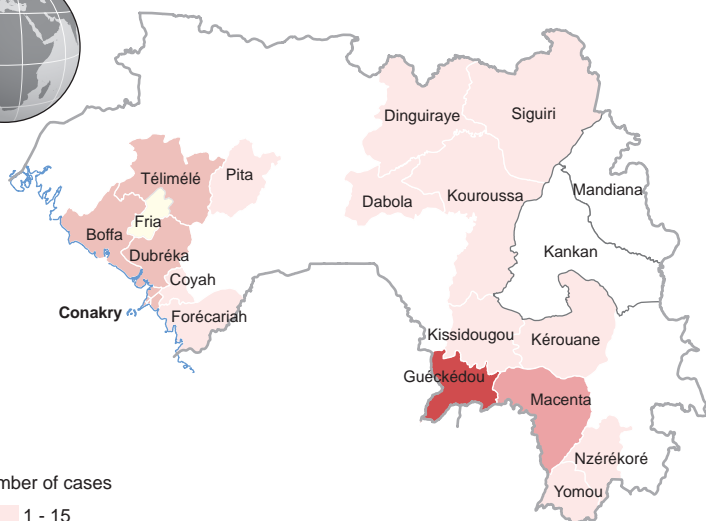 Dinguiraye
Siguiri
Télimélé
Pita
Mandiana
Dabola
Kouroussa
Fria
Boffa
Kankan
Dubréka
Coyah
Conakry
Forécariah
Kissidougou
Kérouane
Guéckédou
Macenta
Nzérékoré
mber of cases
Yomou
1 - 15